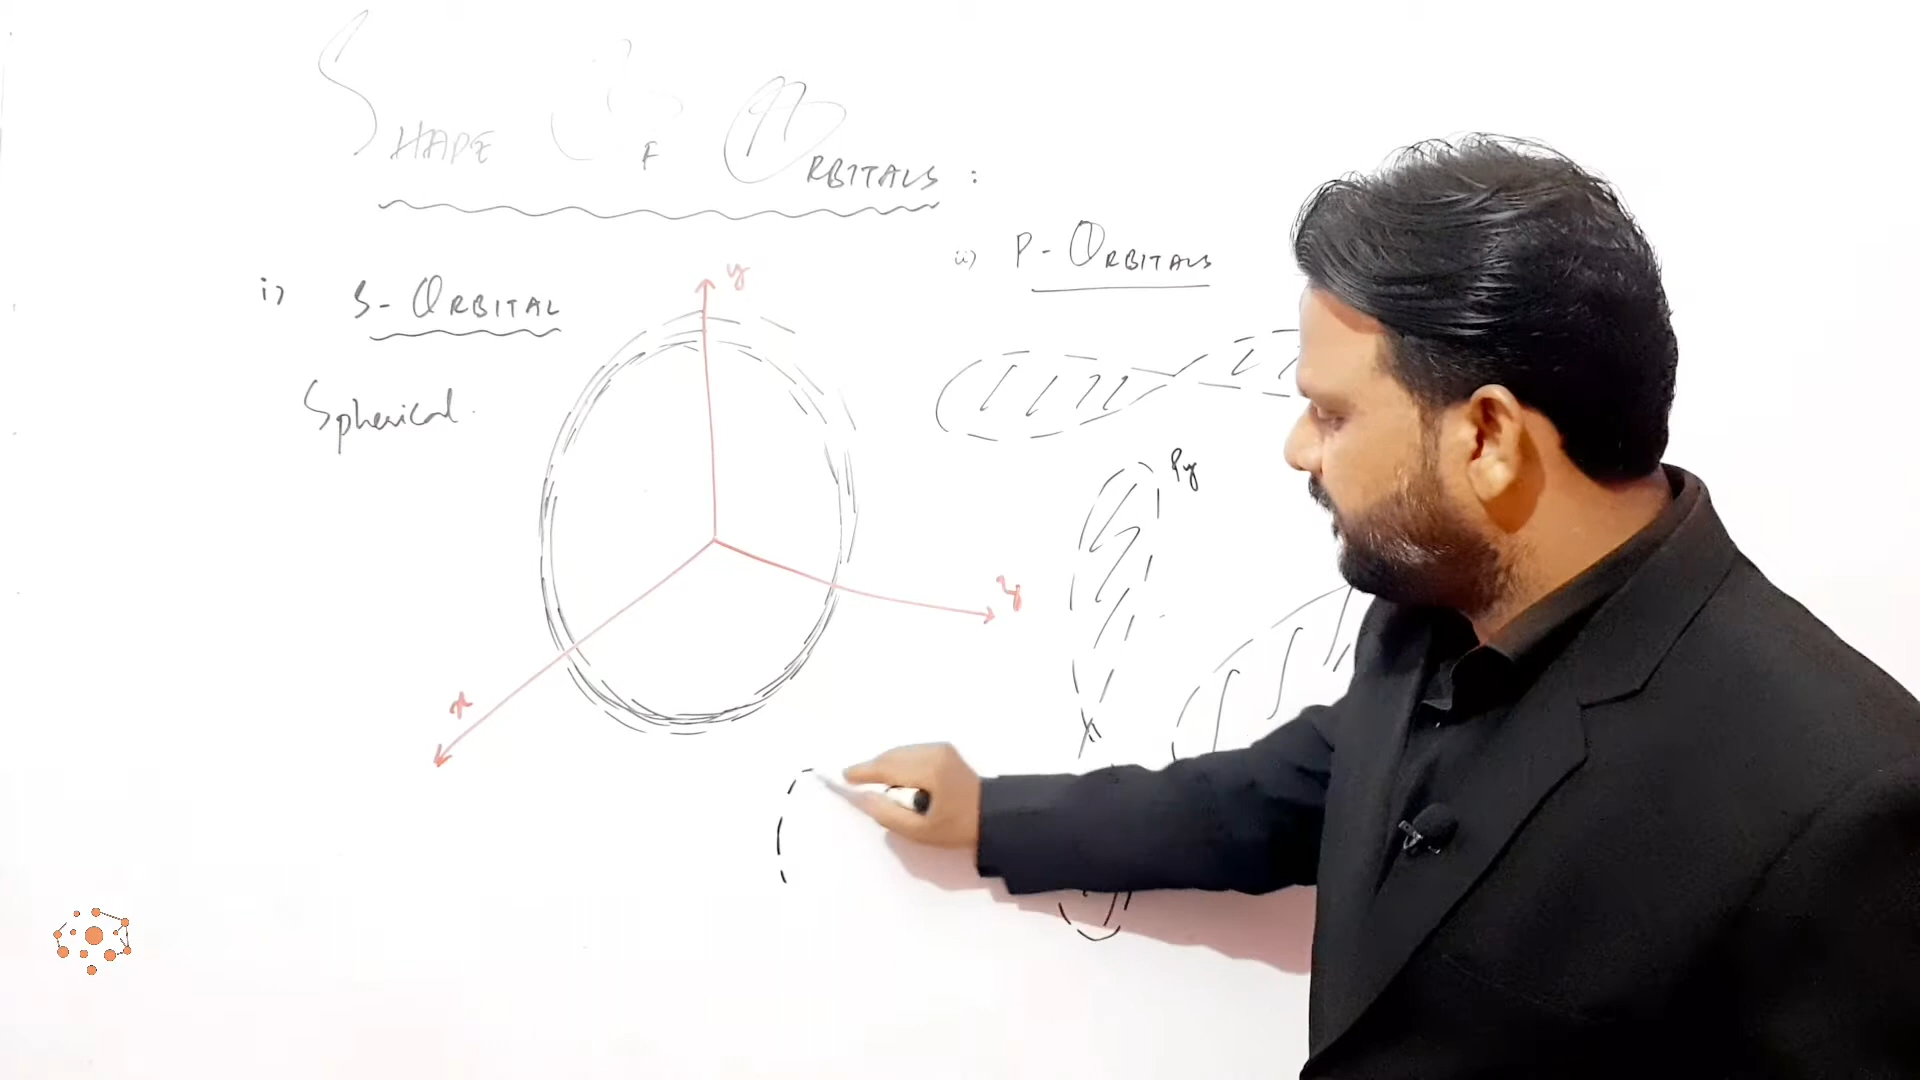 SHAPE OF ORBITALS :
i) S - ORBITAL
Spherical.
y
x
ii) P - ORBITALS
Py